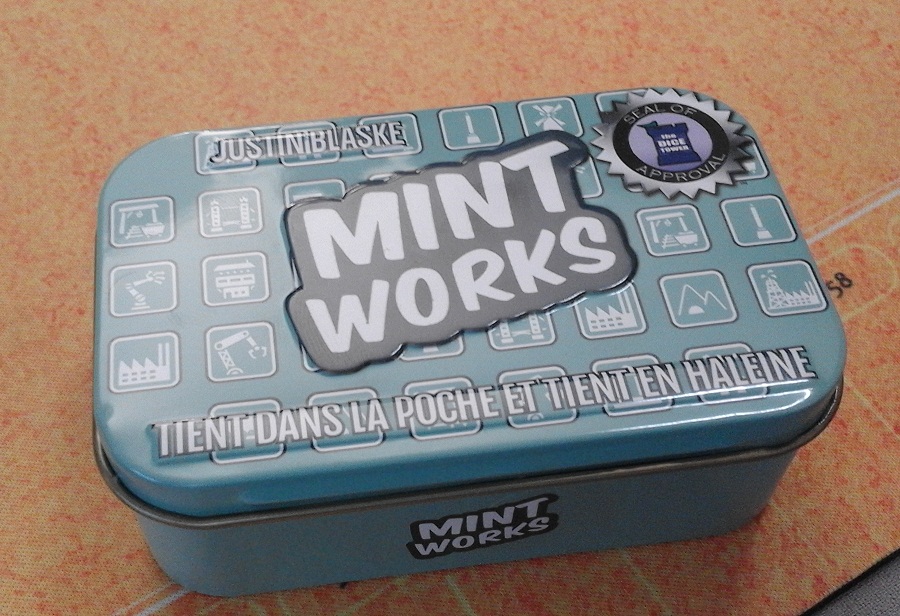 JUSTIN BLASKE
SEAL OF
the
DICE
TOWER
APPROVAL
MINT
WORKS
TIENT DANS LA POCHE ET TIENT EN HALEINE
58
MINT
WORKS